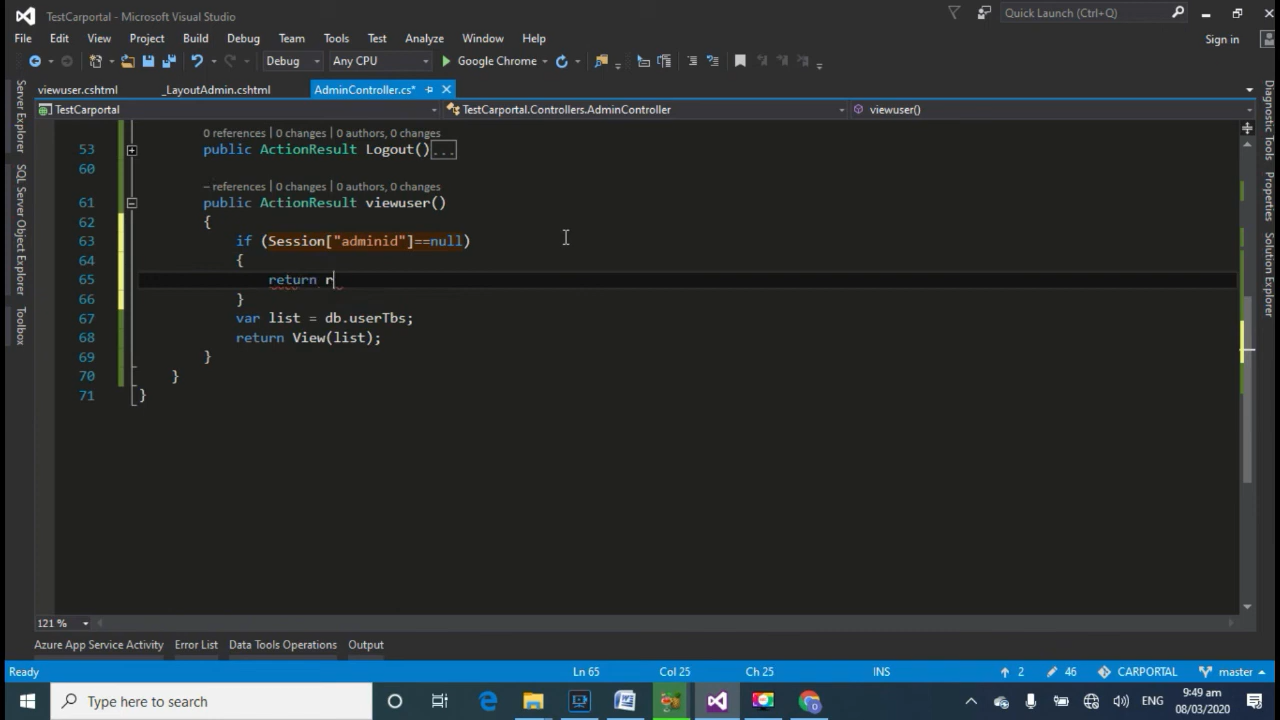 TestCarportal - Microsoft Visual Studio
Quick Launch (Ctrl+Q)
File Edit View Project Build Debug Team Tools Test Analyze Window Help
Sign in
Debug Any CPU Google Chrome
viewuser.cshtml _LayoutAdmin.cshtml AdminController.cs*
TestCarportal TestCarportal.Controllers.AdminController viewuser()
Server Explorer
SQL Server Object Explorer
Toolbox
Diagnostic Tools
Properties
Solution Explorer
0 references | 0 changes | 0 authors, 0 changes
53 public ActionResult Logout()...
60
– references | 0 changes | 0 authors, 0 changes
61 public ActionResult viewuser()
62 {
63 if (Session["adminid"]==null)
64 {
65 return r
66 }
67 var list = db.userTbs;
68 return View(list);
69 }
70 }
71 }
121 %
Azure App Service Activity Error List Data Tools Operations Output
Ready Ln 65 Col 25 Ch 25 INS 2 46 CARPORTAL master
Type here to search
ENG
9:49 am
08/03/2020